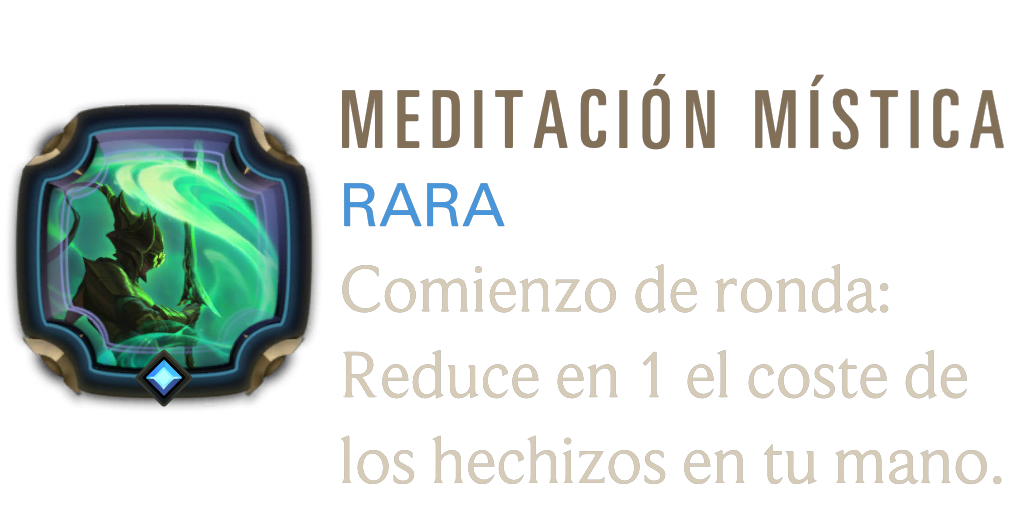 MEDITACIÓN MÍSTICA
RARA
Comienzo de ronda:
Reduce en 1 el coste de
los hechizos en tu mano.